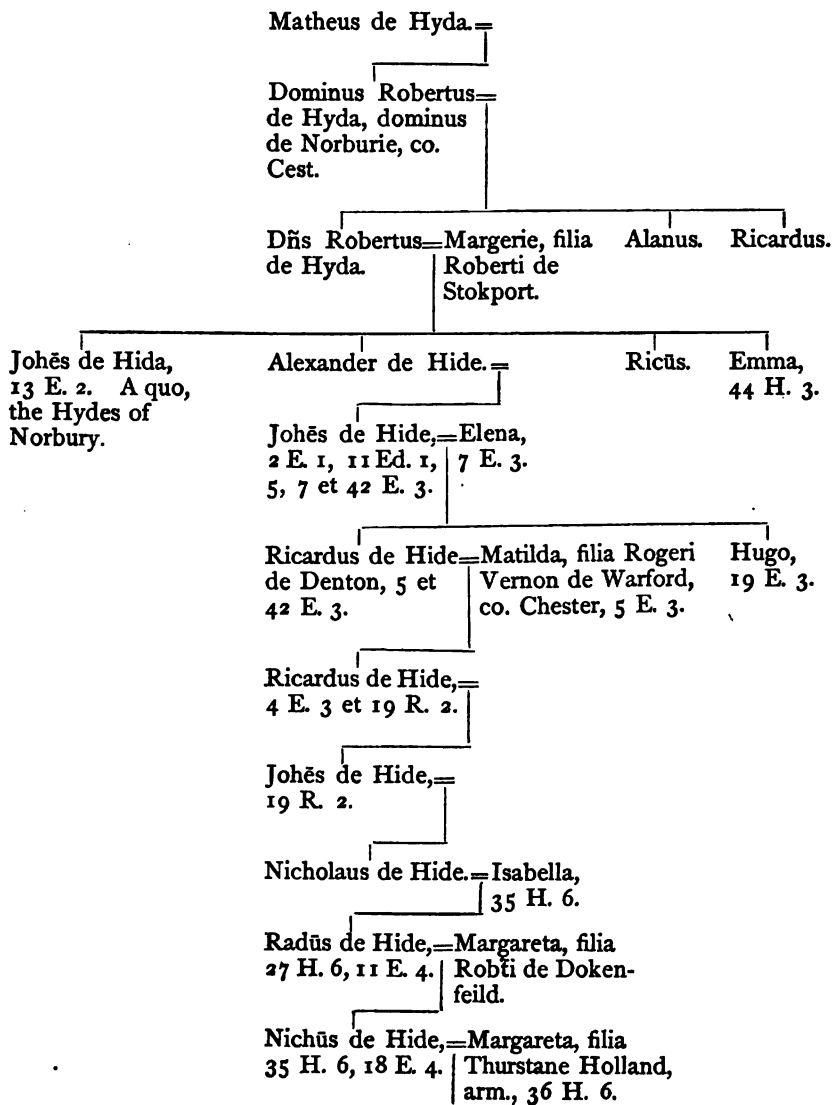 Matheus de Hyda.=
Dominus Robertus=
de Hyda, dominus
de Norburie, co.
Cest.
Dn̄s Robertus=Margerie, filia
de Hyda.
Roberti de
Stokport.
Alanus.
Ricardus.
Johēs de Hida,
13 E. 2. A quo,
the Hydes of
Norbury.
Alexander de Hide.=
Ricūs.
Emma,
44 H. 3.
Johēs de Hide,=Elena,
2 E. 1, 11 Ed. 1,
5, 7 et 42 E. 3.
7 E. 3.
Ricardus de Hide=Matilda, filia Rogeri
de Denton, 5 et
42 E. 3.
Vernon de Warford,
co. Chester, 5 E. 3.
Hugo,
19 E. 3.
Ricardus de Hide,=
4 E. 3 et 19 R. 2.
Johēs de Hide,=
19 R. 2.
Nicholaus de Hide.=Isabella,
35 H. 6.
Radūs de Hide,=Margareta, filia
27 H. 6, 11 E. 4.
Robt̄i de Doken-
feild.
Nichūs de Hide,=Margareta, filia
35 H. 6, 18 E. 4.
Thurstane Holland,
arm., 36 H. 6.